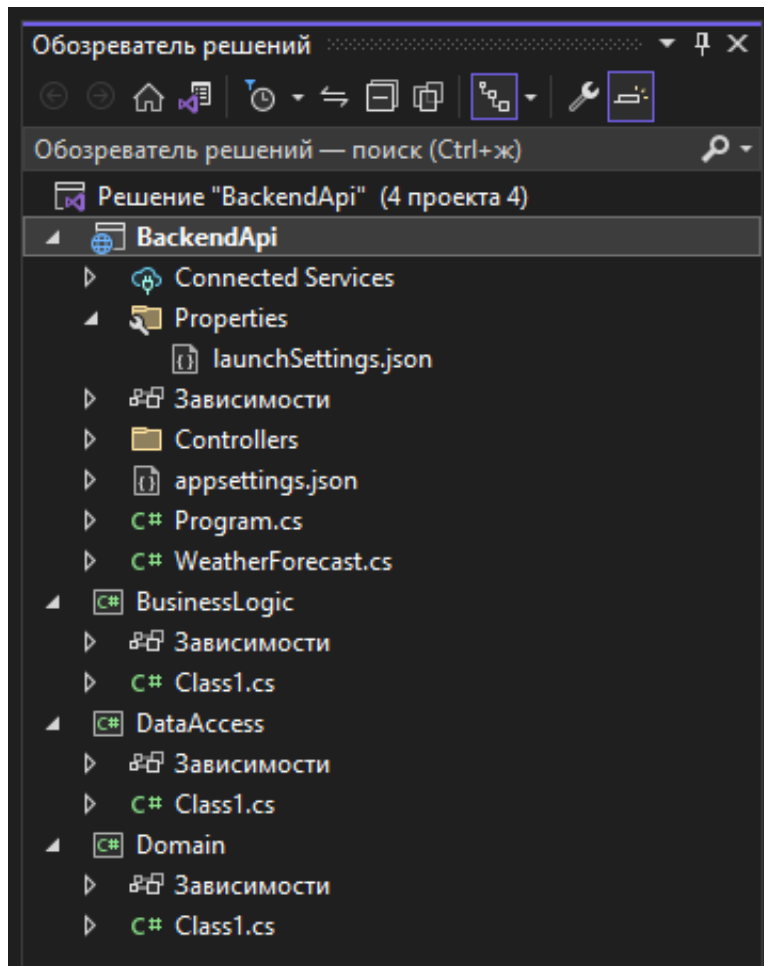 Обозреватель решений
Обозреватель решений — поиск (Ctrl+ж)
Решение "BackendApi" (4 проекта 4)
BackendApi
Connected Services
Properties
launchSettings.json
Зависимости
Controllers
appsettings.json
C# Program.cs
C# WeatherForecast.cs
C# BusinessLogic
Зависимости
C# Class1.cs
C# DataAccess
Зависимости
C# Class1.cs
C# Domain
Зависимости
C# Class1.cs